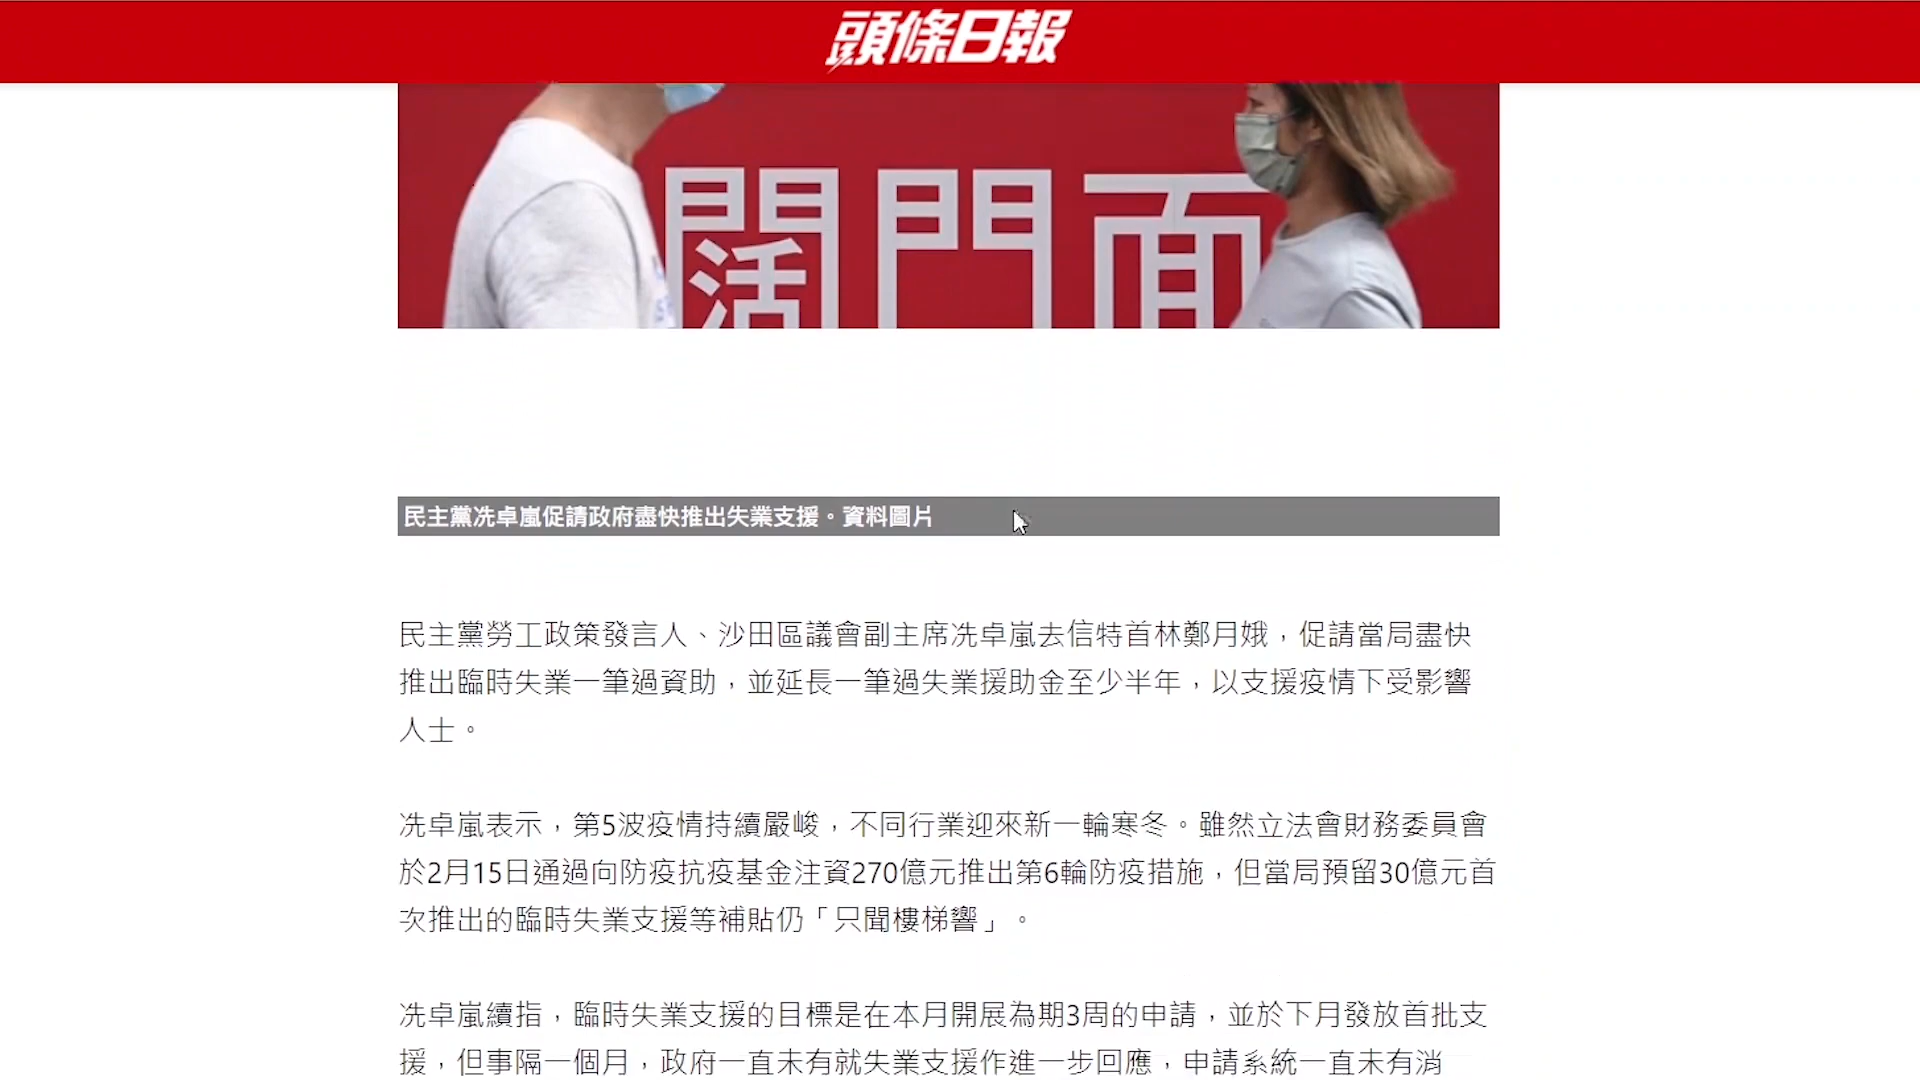 頭條日報
闊門面
民主黨冼卓嵐促請政府盡快推出失業支援。資料圖片
民主黨勞工政策發言人、沙田區議會副主席冼卓嵐去信特首林鄭月娥，促請當局盡快
推出臨時失業一筆過資助，並延長一筆過失業援助金至少半年，以支援疫情下受影響
人士。
冼卓嵐表示，第5波疫情持續嚴峻，不同行業迎來新一輪寒冬。雖然立法會財務委員會
於2月15日通過向防疫抗疫基金注資270億元推出第6輪防疫措施，但當局預留30億元首
次推出的臨時失業支援等補貼仍「只聞樓梯響」。
冼卓嵐續指，臨時失業支援的目標是在本月開展為期3周的申請，並於下月發放首批支
援，但事隔一個月，政府一直未有就失業支援作進一步回應，申請系統一直未有消